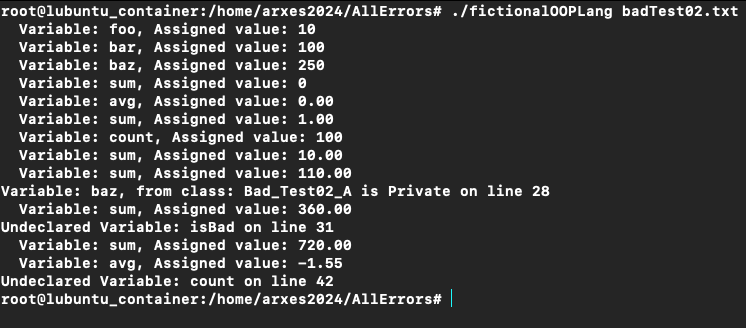 root@lubuntu_container:/home/arxes2024/AllErrors# ./fictionalOOPLang badTest02.txt
  Variable: foo, Assigned value: 10
  Variable: bar, Assigned value: 100
  Variable: baz, Assigned value: 250
  Variable: sum, Assigned value: 0
  Variable: avg, Assigned value: 0.00
  Variable: sum, Assigned value: 1.00
  Variable: count, Assigned value: 100
  Variable: sum, Assigned value: 10.00
  Variable: sum, Assigned value: 110.00
Variable: baz, from class: Bad_Test02_A is Private on line 28
  Variable: sum, Assigned value: 360.00
Undeclared Variable: isBad on line 31
  Variable: sum, Assigned value: 720.00
  Variable: avg, Assigned value: -1.55
Undeclared Variable: count on line 42
root@lubuntu_container:/home/arxes2024/AllErrors#